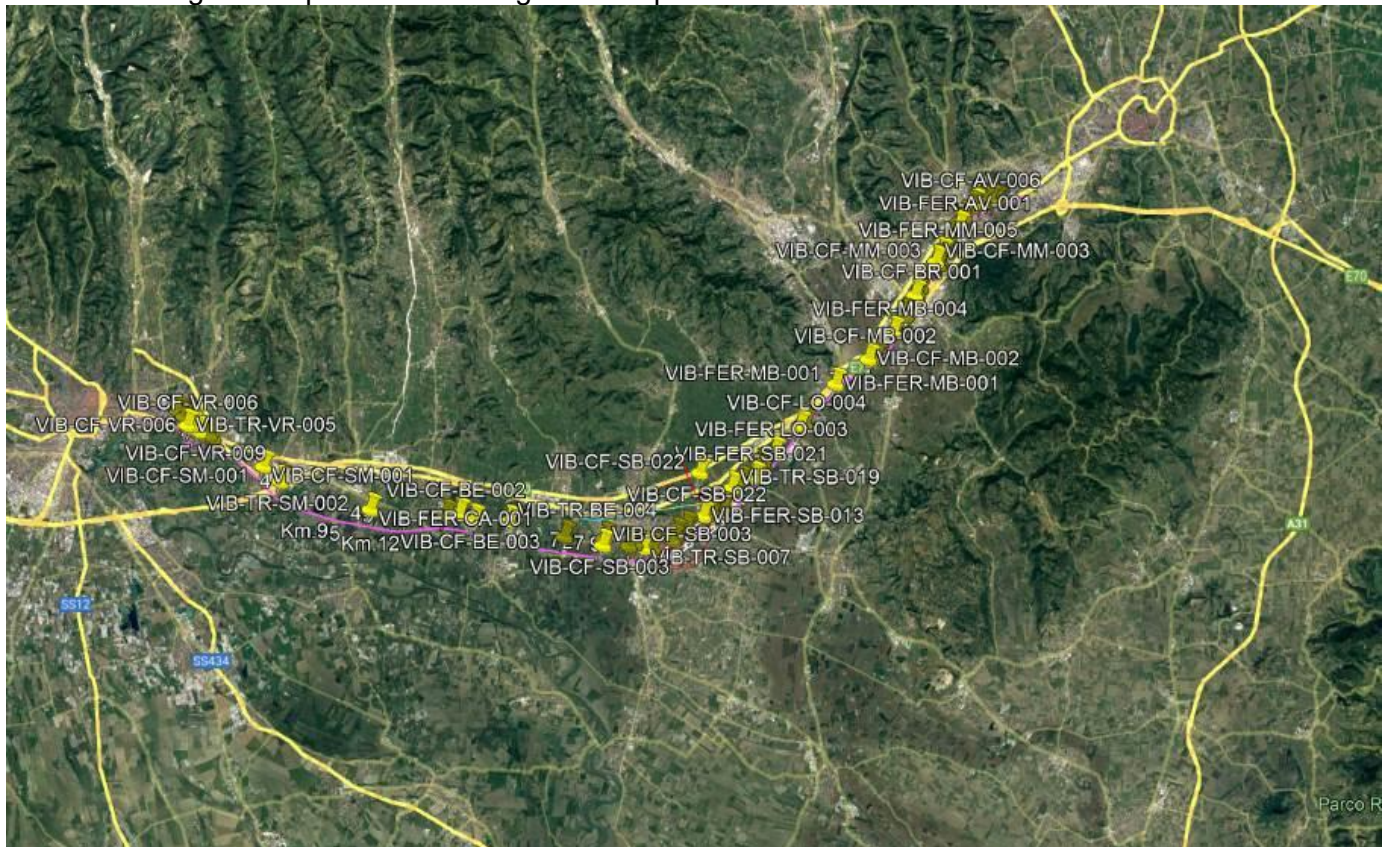 VIB-CF-AV-006
VIB-FER-AV-001
VIB-FER-MM-005
VIB-CF-MM-003
VIB-CF-MM-003
VIB-CF-BR-001
E70
VIB-FER-MB-004
VIB-CF-MB-002
VIB-CF-MB-002
VIB-FER-MB-001
VIB-FER-MB-001
VIB-CF-VR-006
VIB-CF-LO-004
VIB-CF-VR-006
VIB-TR-VR-005
VIB-FER-LO-003
VIB-CF-VR-009
VIB-FER-SB-021
VIB-CF-SB-022
VIB-CF-SM-001
VIB-CF-SM-001
VIB-TR-SB-019
VIB-CF-BE-002
VIB-CF-SB-022
VIB-TR-SM-002
VIB-TR-BE-004
VIB-FER-CA-001
VIB-FER-SB-013
A31
Km.95
Km.12
VIB-CF-BE-003
VIB-CF-SB-003
VIB-TR-SB-007
VIB-CF-SB-003
SS12
SS434
Parco R